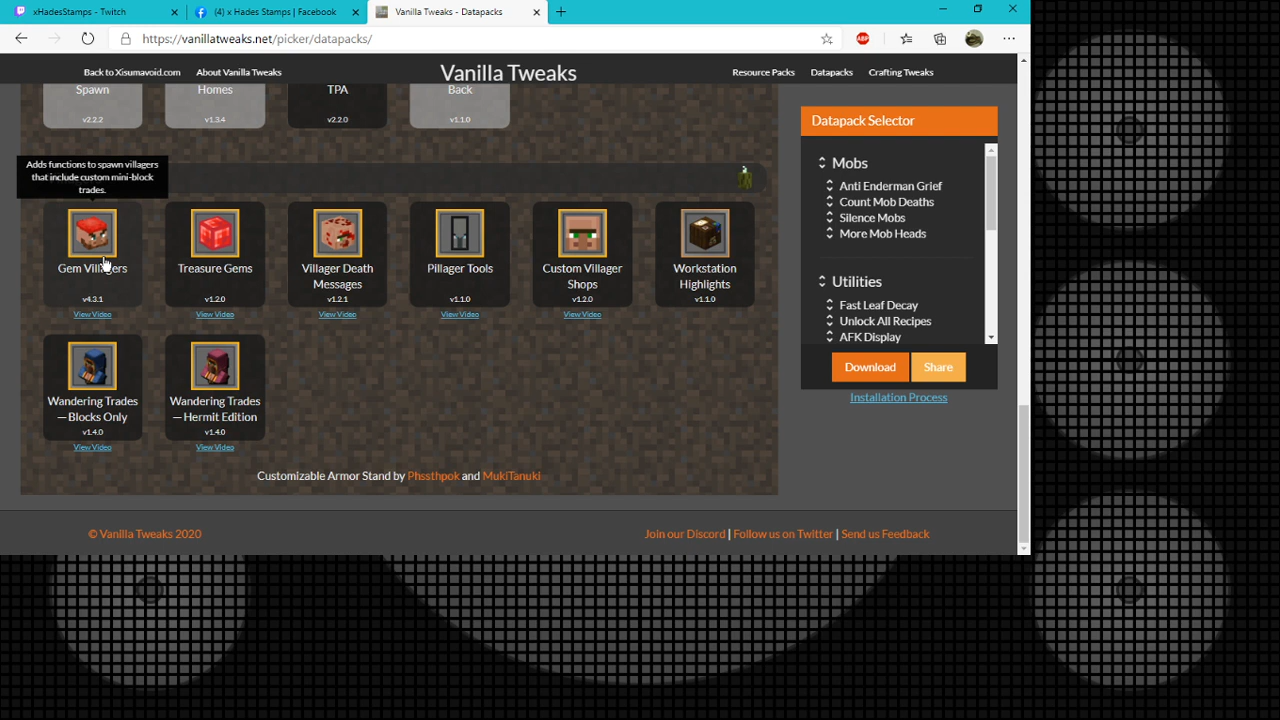 xHadesStamps - Twitch
(4) x Hades Stamps | Facebook
Vanilla Tweaks - Datapacks
https://vanillatweaks.net/picker/datapacks/
ABP
Back to Xisumavoid.com
About Vanilla Tweaks
Vanilla Tweaks
Resource Packs
Datapacks
Crafting Tweaks
Spawn
v2.2.2
Homes
v1.3.4
TPA
v2.2.0
Back
v1.1.0
Adds functions to spawn villagers
that include custom mini-block
trades.
Gem Villagers
v4.3.1
View Video
Treasure Gems
v1.2.0
View Video
Villager Death
Messages
v1.2.1
View Video
Pillager Tools
v1.1.0
View Video
Custom Villager
Shops
v1.2.0
View Video
Workstation
Highlights
v1.1.0
Wandering Trades
—Blocks Only
v1.4.0
View Video
Wandering Trades
—Hermit Edition
v1.4.0
View Video
Customizable Armor Stand by Phssthpok and MukiTanuki
Datapack Selector
Mobs
Anti Enderman Grief
Count Mob Deaths
Silence Mobs
More Mob Heads
Utilities
Fast Leaf Decay
Unlock All Recipes
AFK Display
Download
Share
Installation Process
© Vanilla Tweaks 2020
Join our Discord | Follow us on Twitter | Send us Feedback